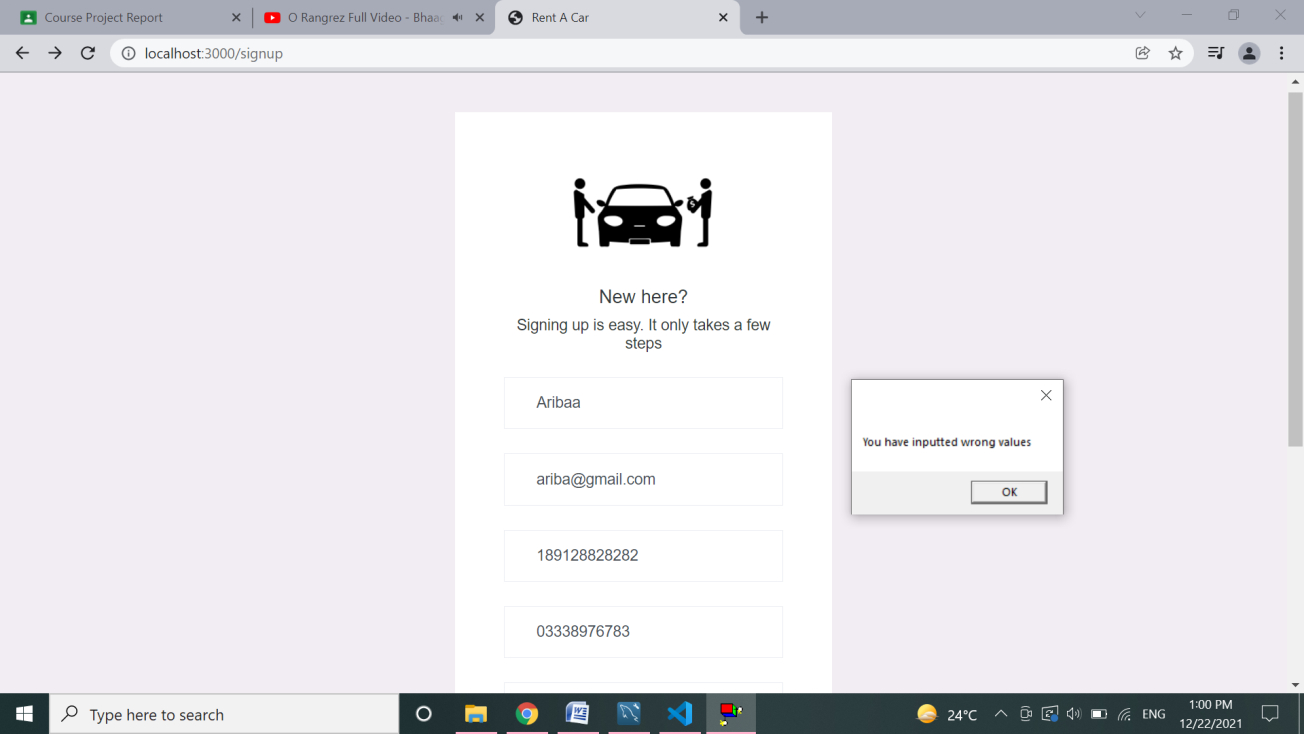 Course Project Report
O Rangrez Full Video - Bhaag
Rent A Car
localhost:3000/signup
$
New here?
Signing up is easy. It only takes a few
steps
Aribaa
ariba@gmail.com
189128828282
03338976783
You have inputted wrong values
OK
Type here to search
24°C
ENG
1:00 PM
12/22/2021